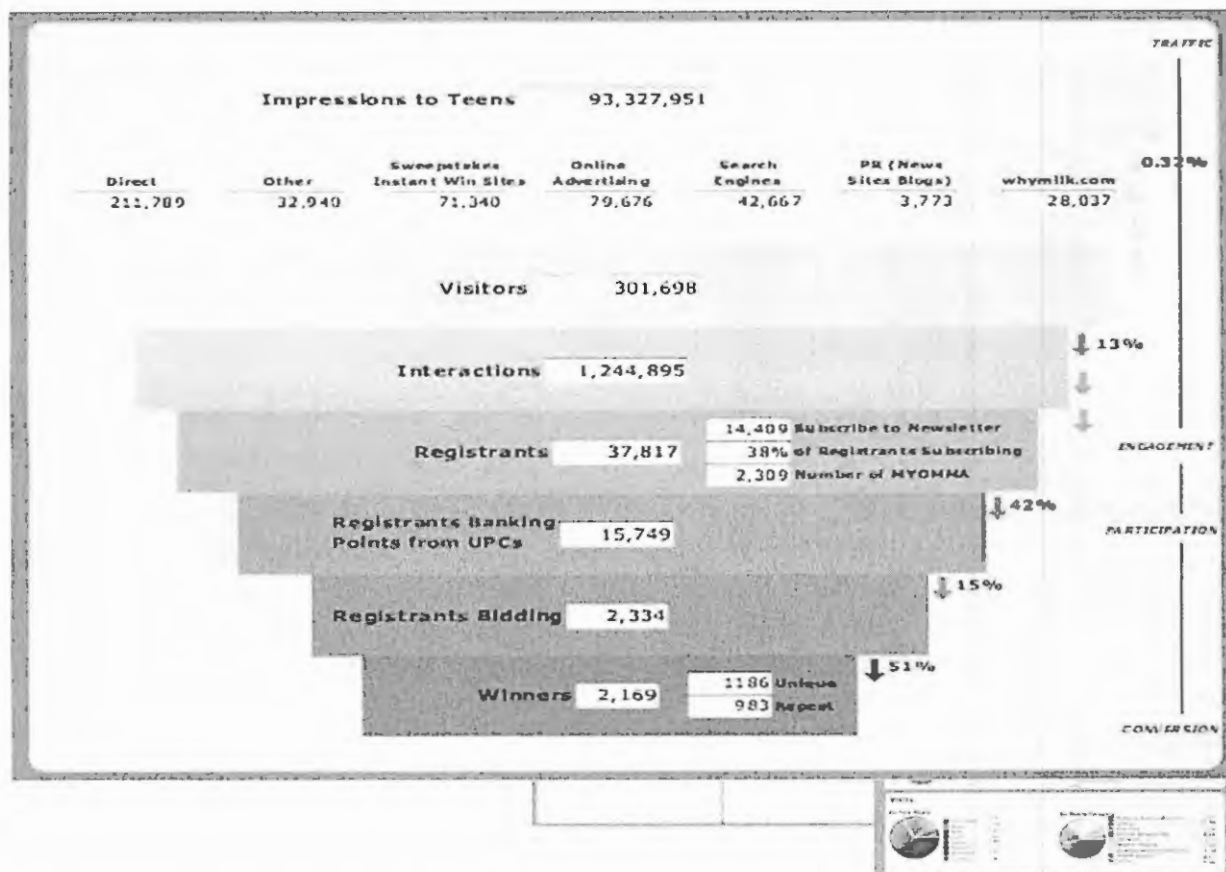 TRAFFIC
Impressions to Teens 93,327,951
0.32%
Direct
211,789
Other
32,940
Sweepstakes
Instant Win Sites
71,340
Online
Advertising
79,676
Search
Engines
42,667
PR (News
Sites Blogs)
3,773
whymilk.com
28,037
Visitors 301,698
13%
Interactions 1,244,895
Registrants 37,817
14,409 Subscribe to Newsletter
38% of Registrants Subscribing
2,309 Number of MYOMMA
ENGAGEMENT
42%
Registrants Banking
Points from UPCs
15,749
PARTICIPATION
15%
Registrants Bidding 2,334
51%
Winners 2,169
1186 Unique
983 Repeat
CONVERSION